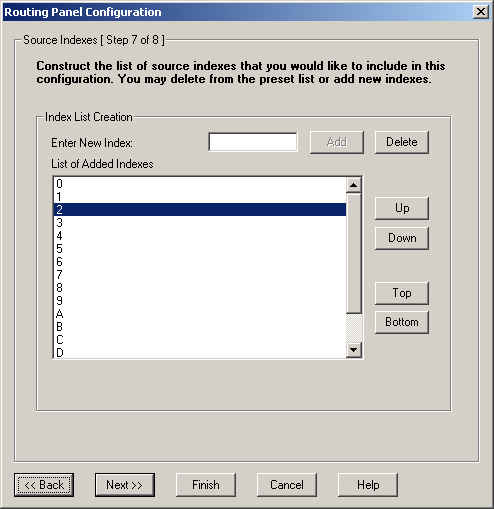 Routing Panel Configuration
Source Indexes [ Step 7 of 8 ]
Construct the list of source indexes that you would like to include in this
configuration. You may delete from the preset list or add new indexes.
Index List Creation
Enter New Index:
Add
Delete
List of Added Indexes
0
1
2
3
4
5
6
7
8
9
A
B
C
D
Up
Down
Top
Bottom
<< Back
Next >>
Finish
Cancel
Help